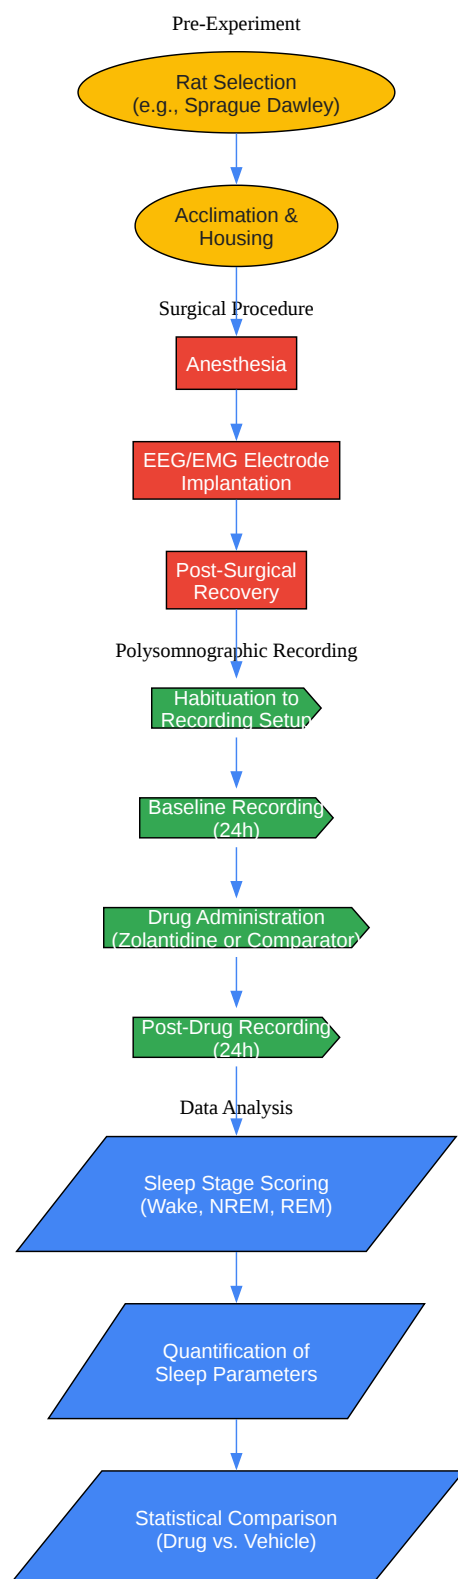 Pre-Experiment
Rat Selection
(e.g., Sprague Dawley)
Acclimation &
Housing
Surgical Procedure
Anesthesia
EEG/EMG Electrode
Implantation
Post-Surgical
Recovery
Polysomnographic Recording
Habituation to
Recording Setup
Baseline Recording
(24h)
Drug Administration
(Zolantidine or Comparator)
Post-Drug Recording
(24h)
Data Analysis
Sleep Stage Scoring
(Wake, NREM, REM)
Quantification of
Sleep Parameters
Statistical Comparison
(Drug vs. Vehicle)